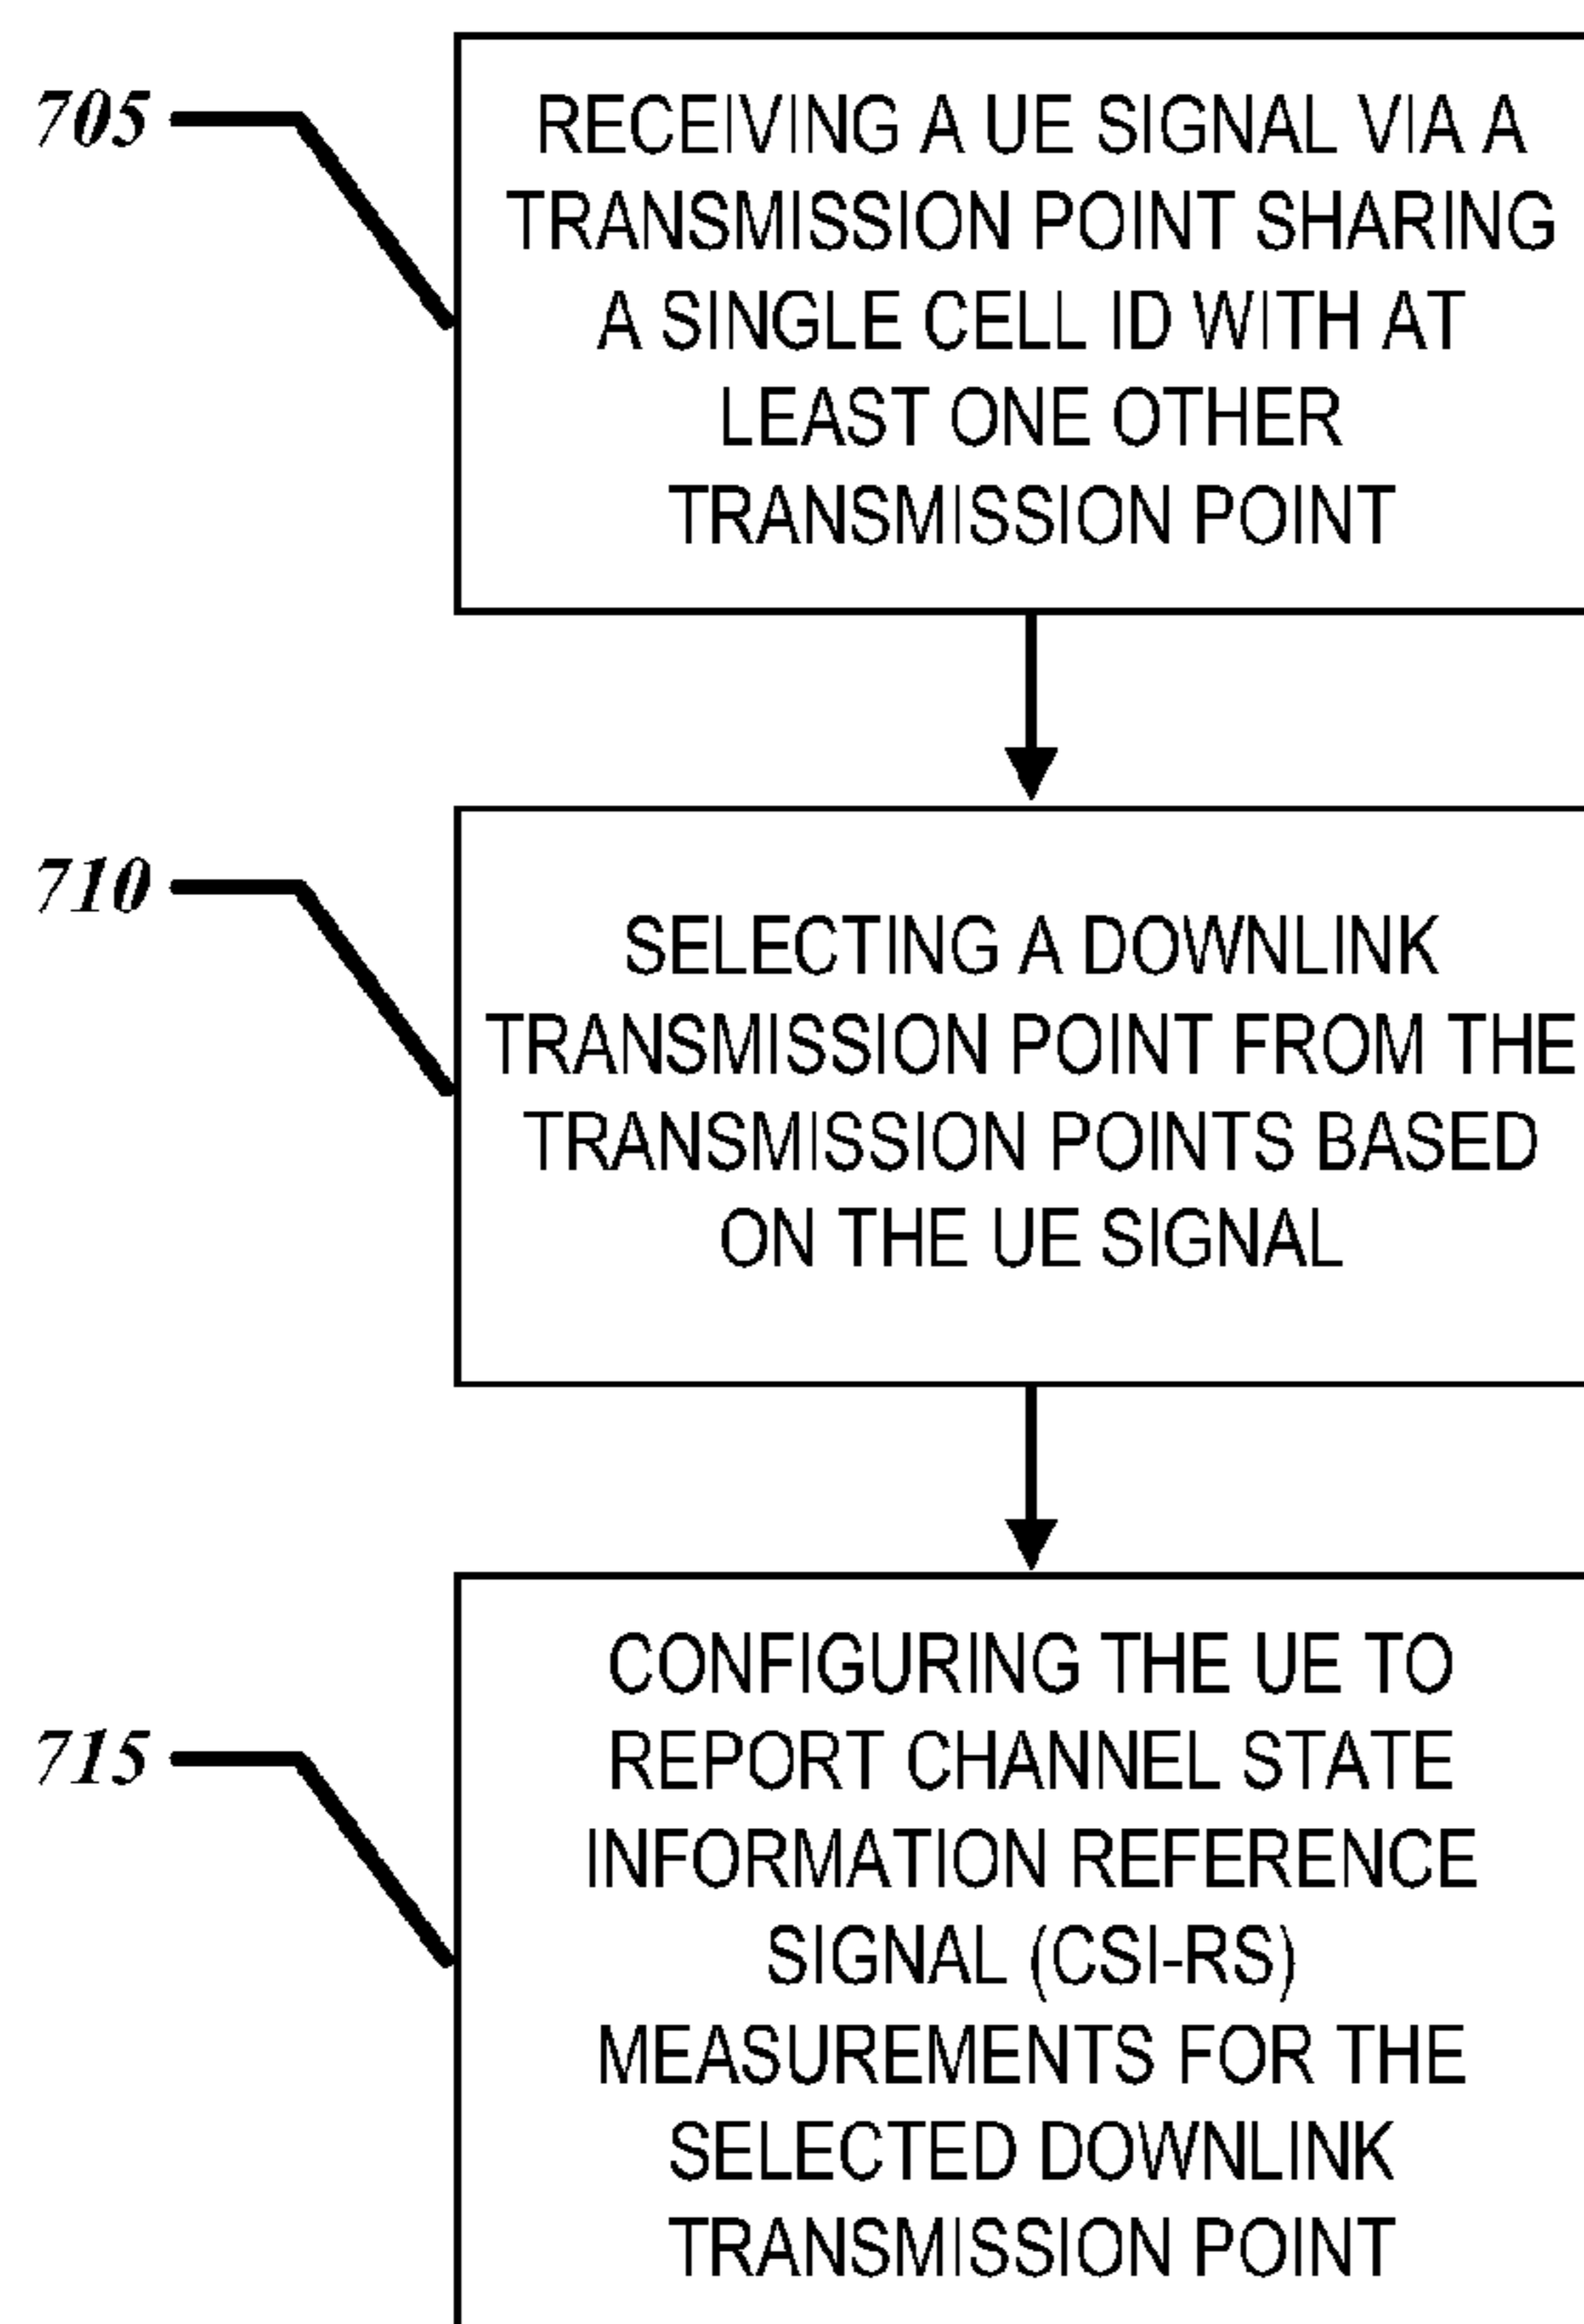 705
RECEIVING A UE SIGNAL VIA A
TRANSMISSION POINT SHARING
A SINGLE CELL ID WITH AT
LEAST ONE OTHER
TRANSMISSION POINT
710
SELECTING A DOWNLINK
TRANSMISSION POINT FROM THE
TRANSMISSION POINTS BASED
ON THE UE SIGNAL
715
CONFIGURING THE UE TO
REPORT CHANNEL STATE
INFORMATION REFERENCE
SIGNAL (CSI-RS)
MEASUREMENTS FOR THE
SELECTED DOWNLINK
TRANSMISSION POINT